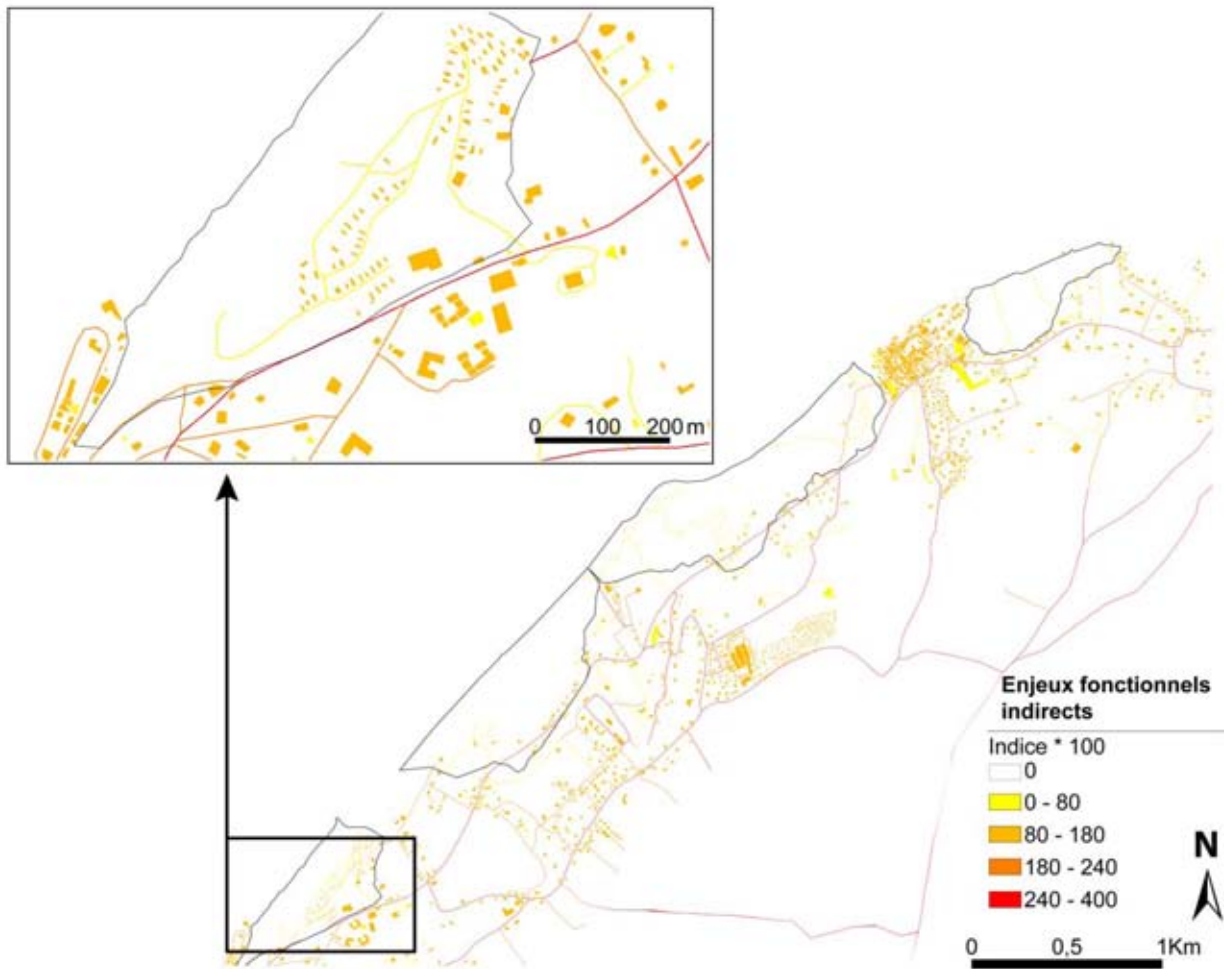 0 100 200 m
Enjeux fonctionnels
indirects
Indice * 100
0
0 - 80
80 - 180
180 - 240
240 - 400
N
0 0,5 1Km